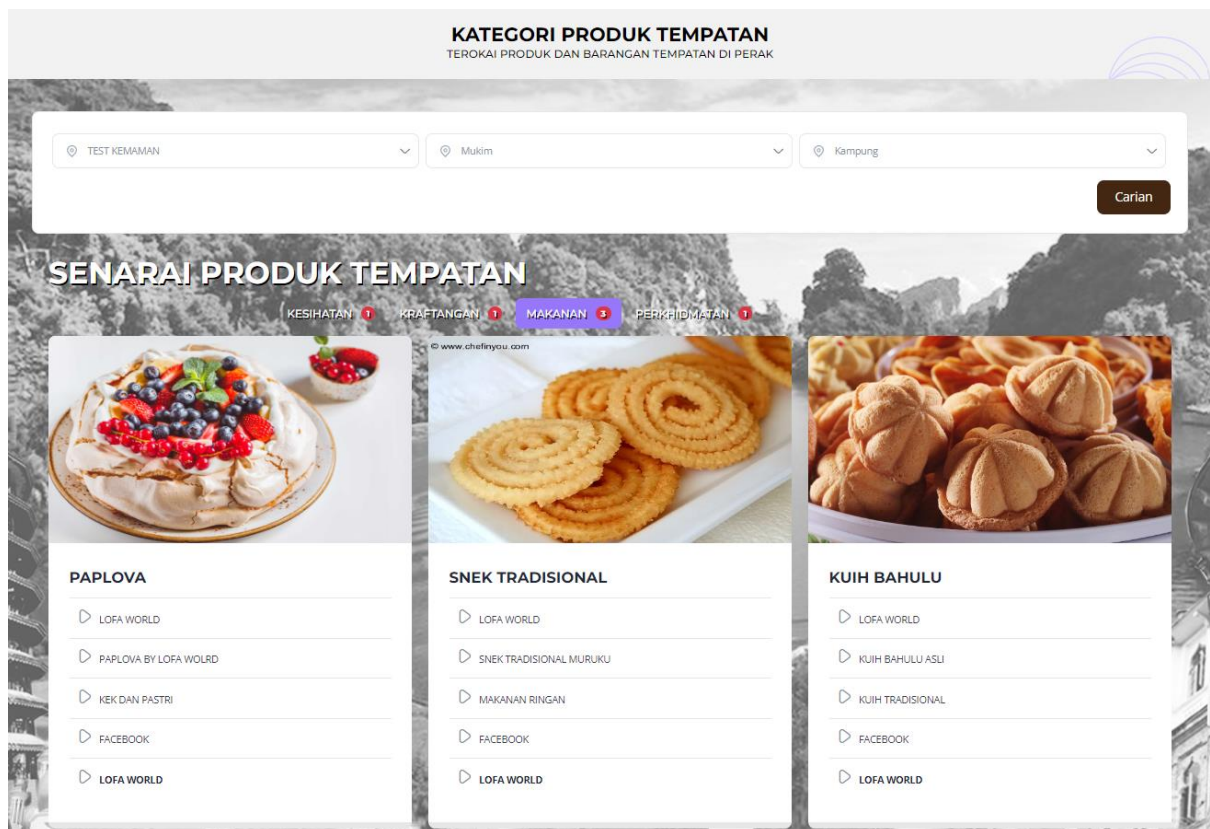 KATEGORI PRODUK TEMPATAN
TEROKAI PRODUK DAN BARANGAN TEMPATAN DI PERAK
TEST KEMAMAN
Mukim
Kampung
Carian
SENARAI PRODUK TEMPATAN
KESIHATAN 1 KRAFTANGAN 1 MAKANAN 3 PERKHIDMATAN 1
© www.chefinyou.com
PAPLOVA
LOFA WORLD
PAPLOVA BY LOFA WOLRD
KEK DAN PASTRI
FACEBOOK
LOFA WORLD
SNEK TRADISIONAL
LOFA WORLD
SNEK TRADISIONAL MURUKU
MAKANAN RINGAN
FACEBOOK
LOFA WORLD
KUIH BAHULU
LOFA WORLD
KUIH BAHULU ASLI
KUIH TRADISIONAL
FACEBOOK
LOFA WORLD